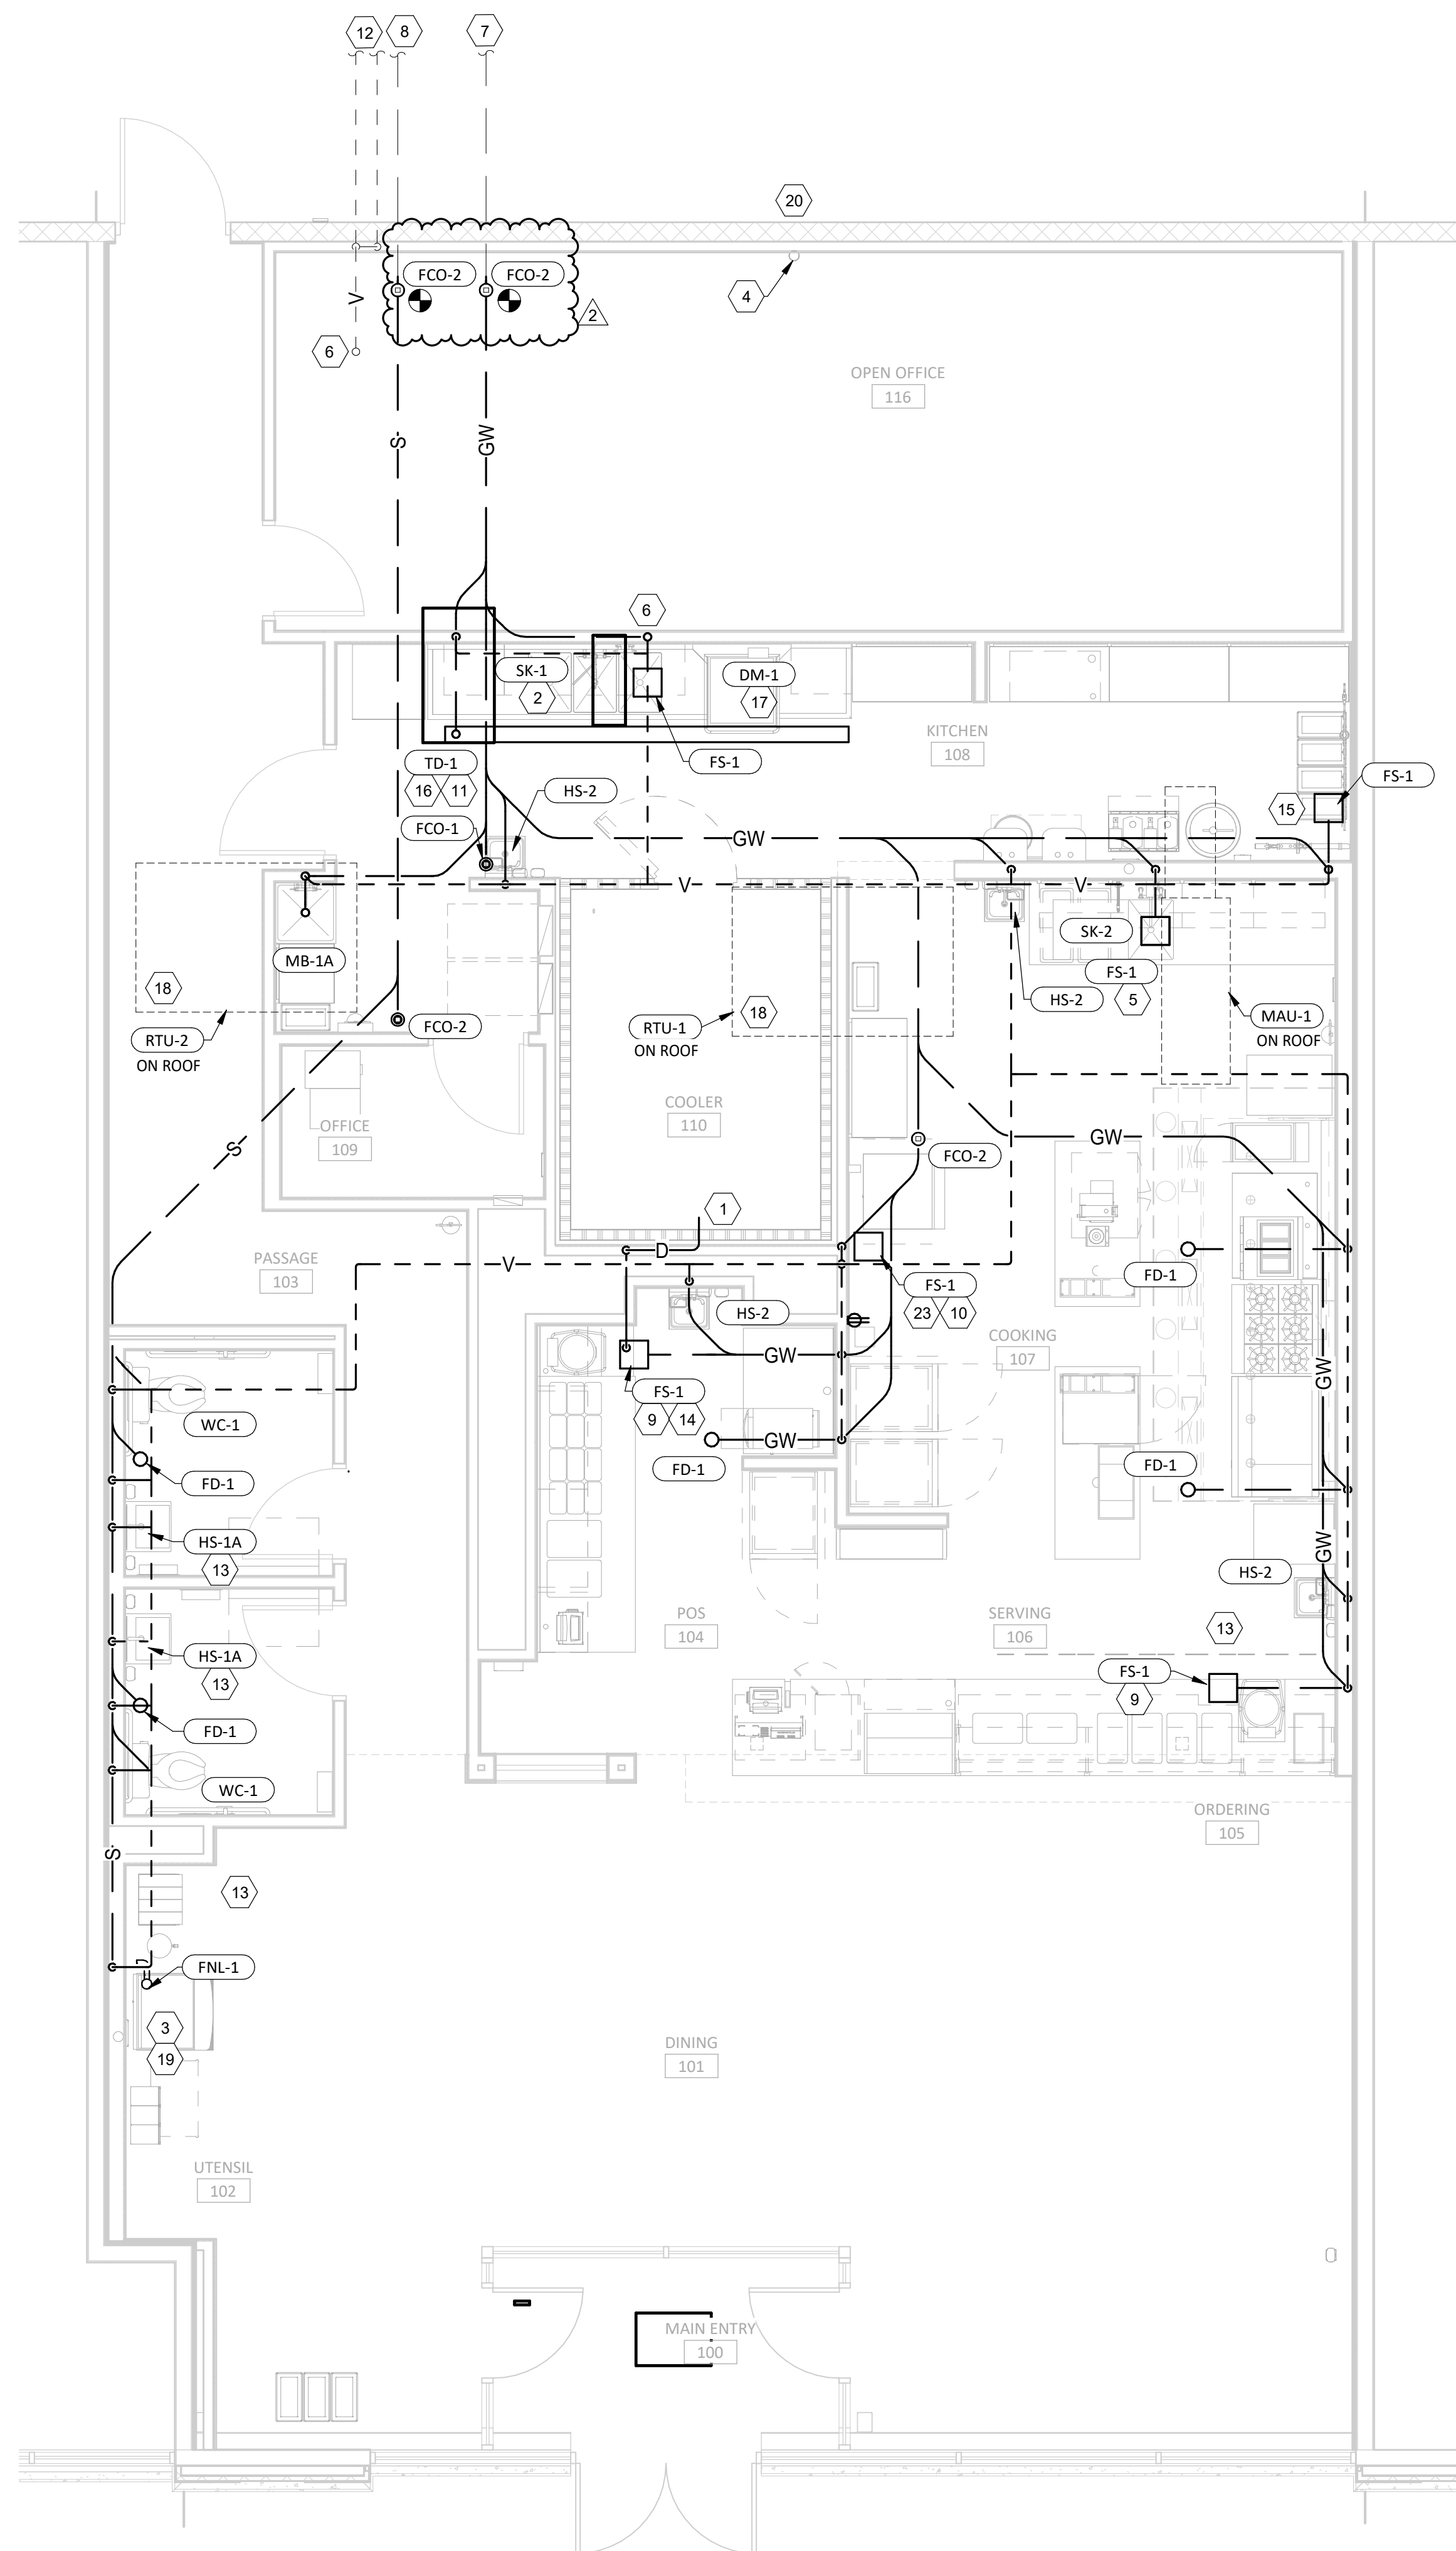 12
8
7
20
FCO-2
FCO-2
4
V
2
6
OPEN OFFICE
116
S
GW
6
SK-1
2
DM-1
17
KITCHEN
108
TD-1
16
11
FS-1
FS-1
HS-2
15
FCO-1
GW
V
V
SK-2
MB-1A
FS-1
5
18
HS-2
18
FCO-2
RTU-1
ON ROOF
MAU-1
ON ROOF
RTU-2
ON ROOF
COOLER
110
OFFICE
109
GW
S
FCO-2
1
D
PASSAGE
103
V
FD-1
FS-1
23
10
HS-2
COOKING
107
GW
GW
FS-1
9
14
WC-1
GW
FD-1
FD-1
FD-1
HS-1A
13
GW
HS-2
POS
104
SERVING
106
13
HS-1A
13
FS-1
9
FD-1
WC-1
ORDERING
105
S
13
FNL-1
3
19
DINING
101
UTENSIL
102
MAIN ENTRY
100